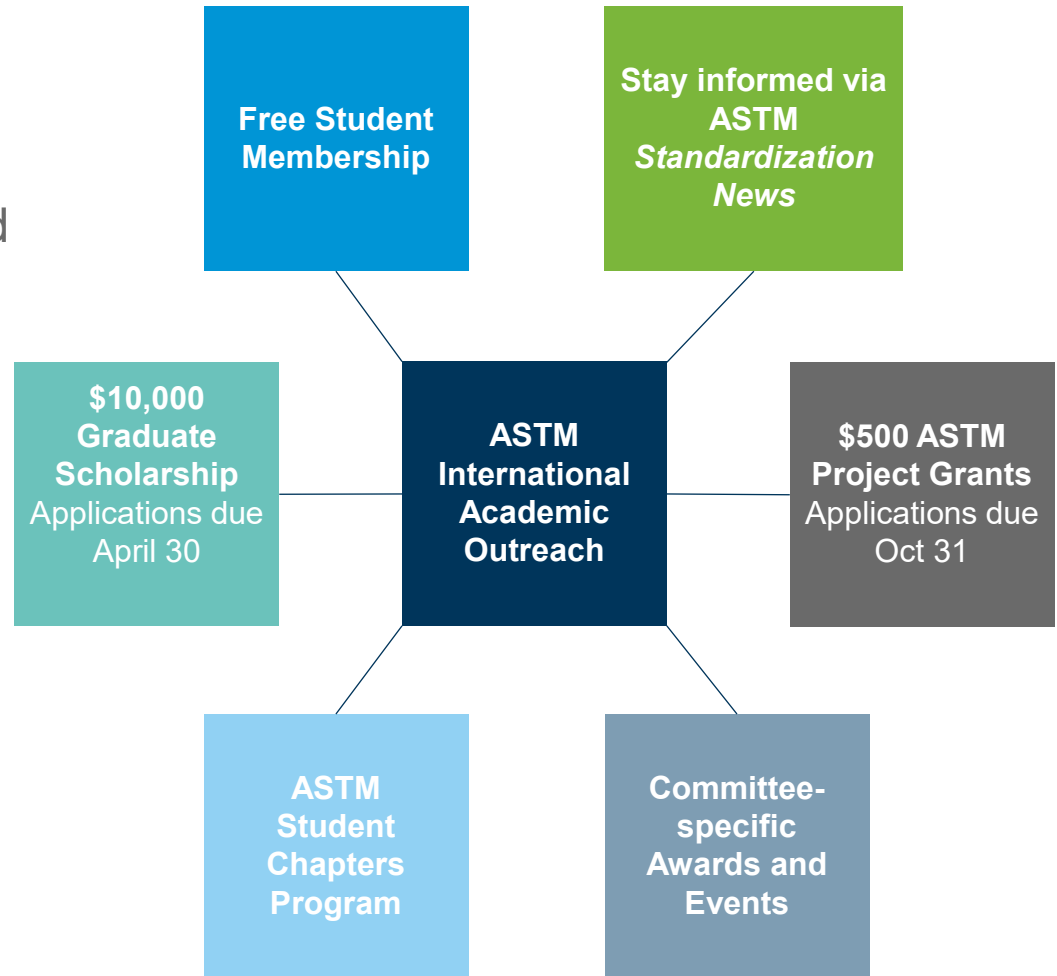 Free Student
Membership
Stay informed via
ASTM
Standardization
News
$10,000
Graduate
Scholarship
Applications due
April 30
ASTM
International
Academic
Outreach
$500 ASTM
Project Grants
Applications due
Oct 31
ASTM
Student
Chapters
Program
Committee-
specific
Awards and
Events